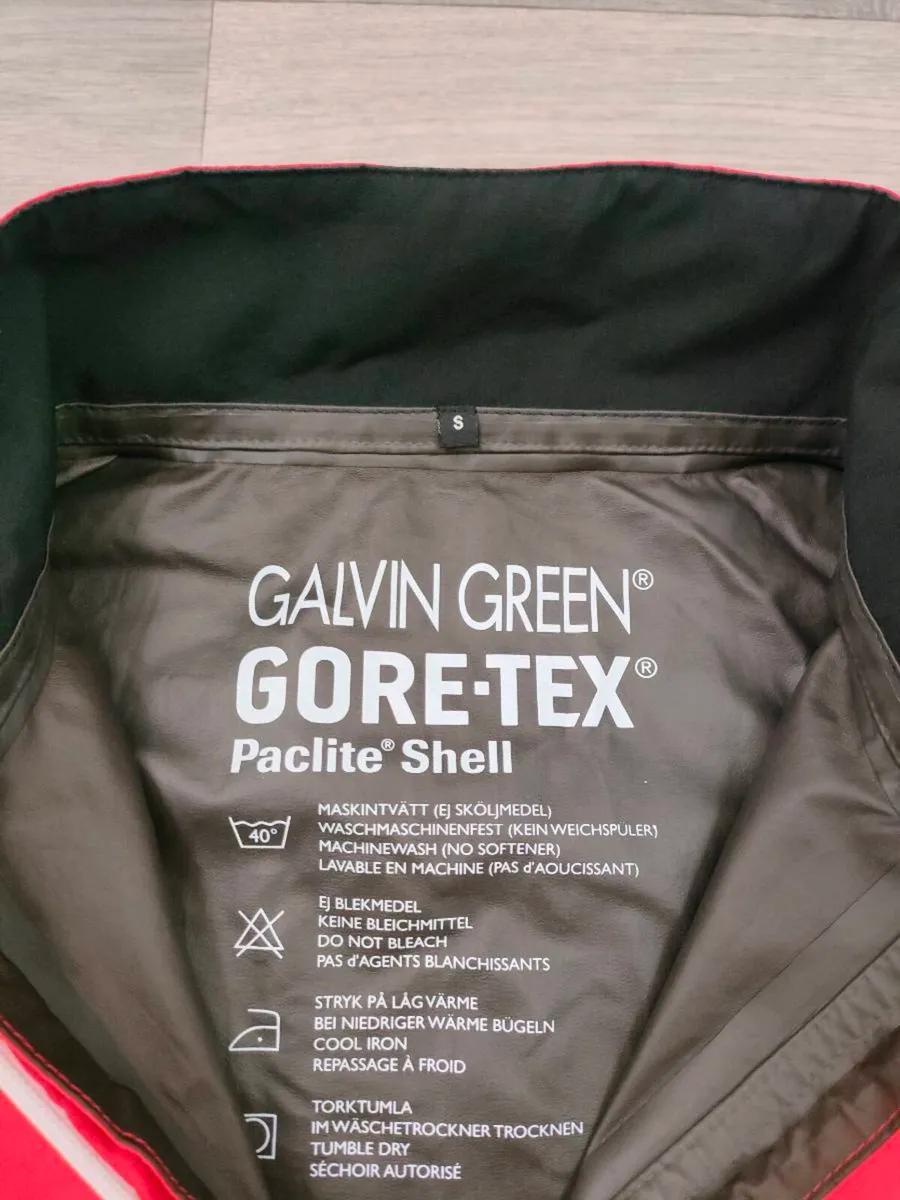 S
GALVIN GREEN®
GORE-TEX®
Paclite® Shell
40°
MASKINTVÄTT (EJ SKÖLJMEDEL)
WASCHMASCHINENFEST (KEIN WEICHSPÜLER)
MACHINEWASH (NO SOFTENER)
LAVABLE EN MACHINE (PAS d'AOUCISSANT)
EJ BLEKMEDEL
KEINE BLEICHMITTEL
DO NOT BLEACH
PAS d'AGENTS BLANCHISSANTS
STRYK PÅ LÅG VÄRME
BEI NIEDRIGER WÄRME BÜGELN
COOL IRON
REPASSAGE À FROID
TORKTUMLA
IM WÄSCHETROCKNER TROCKNEN
TUMBLE DRY
SÉCHOIR AUTORISÉ